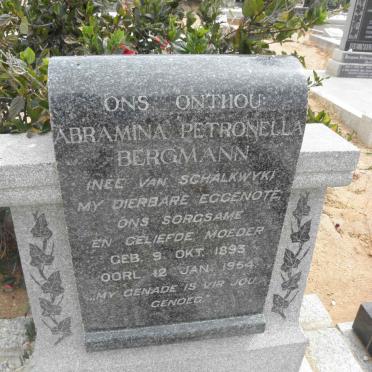 ONS ONTHOU
ABRAMINA PETRONELLA
BERGMANN
(NEE VAN SCHALKWYK)
MY DIERBARE EGGENOTE
ONS SORGSAME
EN GELIEFDE MOEDER
GEB. 9 OKT. 1893
OORL. 12 JAN. 1954
"MY GENADE IS VIR JOU
GENOEG."